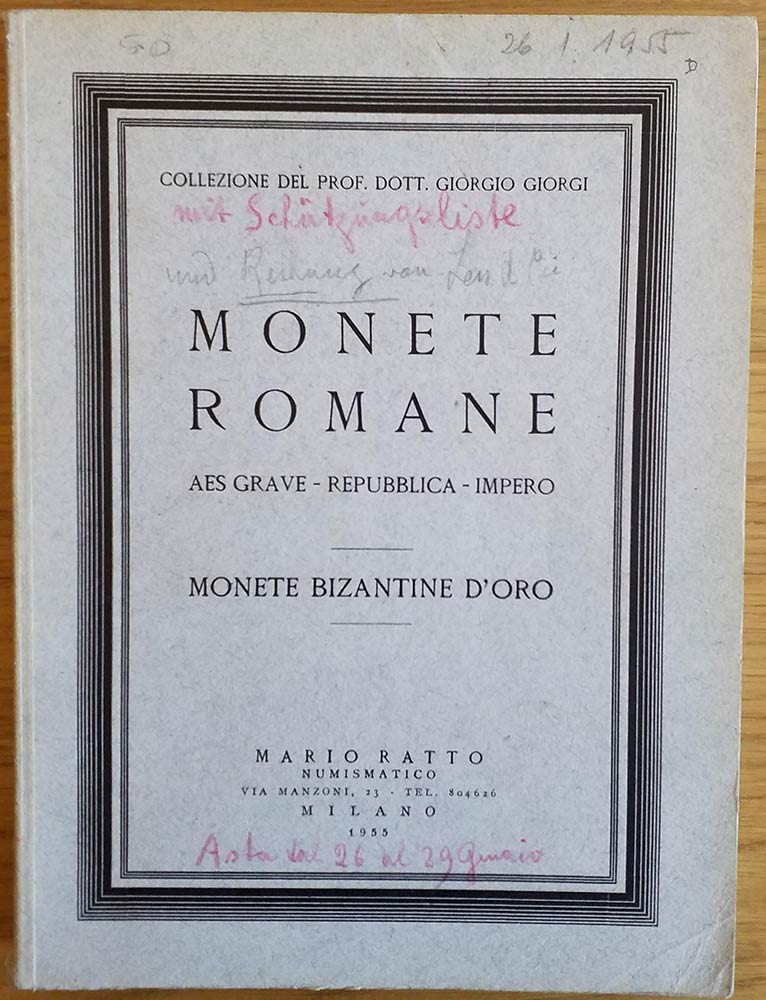 50 26 1. 1955
D
COLLEZIONE DEL PROF. DOTT. GIORGIO GIORGI
mit Schützungsliste
und Rechnung von
MONETE
ROMANE
AES GRAVE - REPUBBLICA - IMPERO
MONETE BIZANTINE D'ORO
MARIO RATTO
NUMISMATICO
VIA MANZONI, 23 - TEL. 804626
MILANO
1955
Asta dal 26 al 29 Gennaio